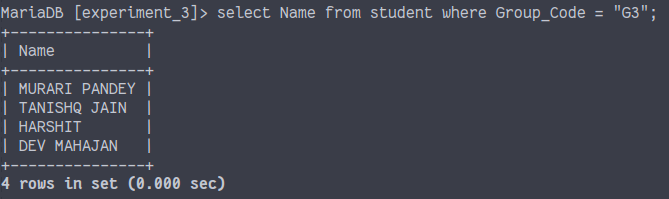 MariaDB [experiment_3]> select Name from student where Group_Code = "G3";
+---------------+
| Name          |
+---------------+
| MURARI PANDEY |
| TANISHQ JAIN  |
| HARSHIT       |
| DEV MAHAJAN   |
+---------------+
4 rows in set (0.000 sec)